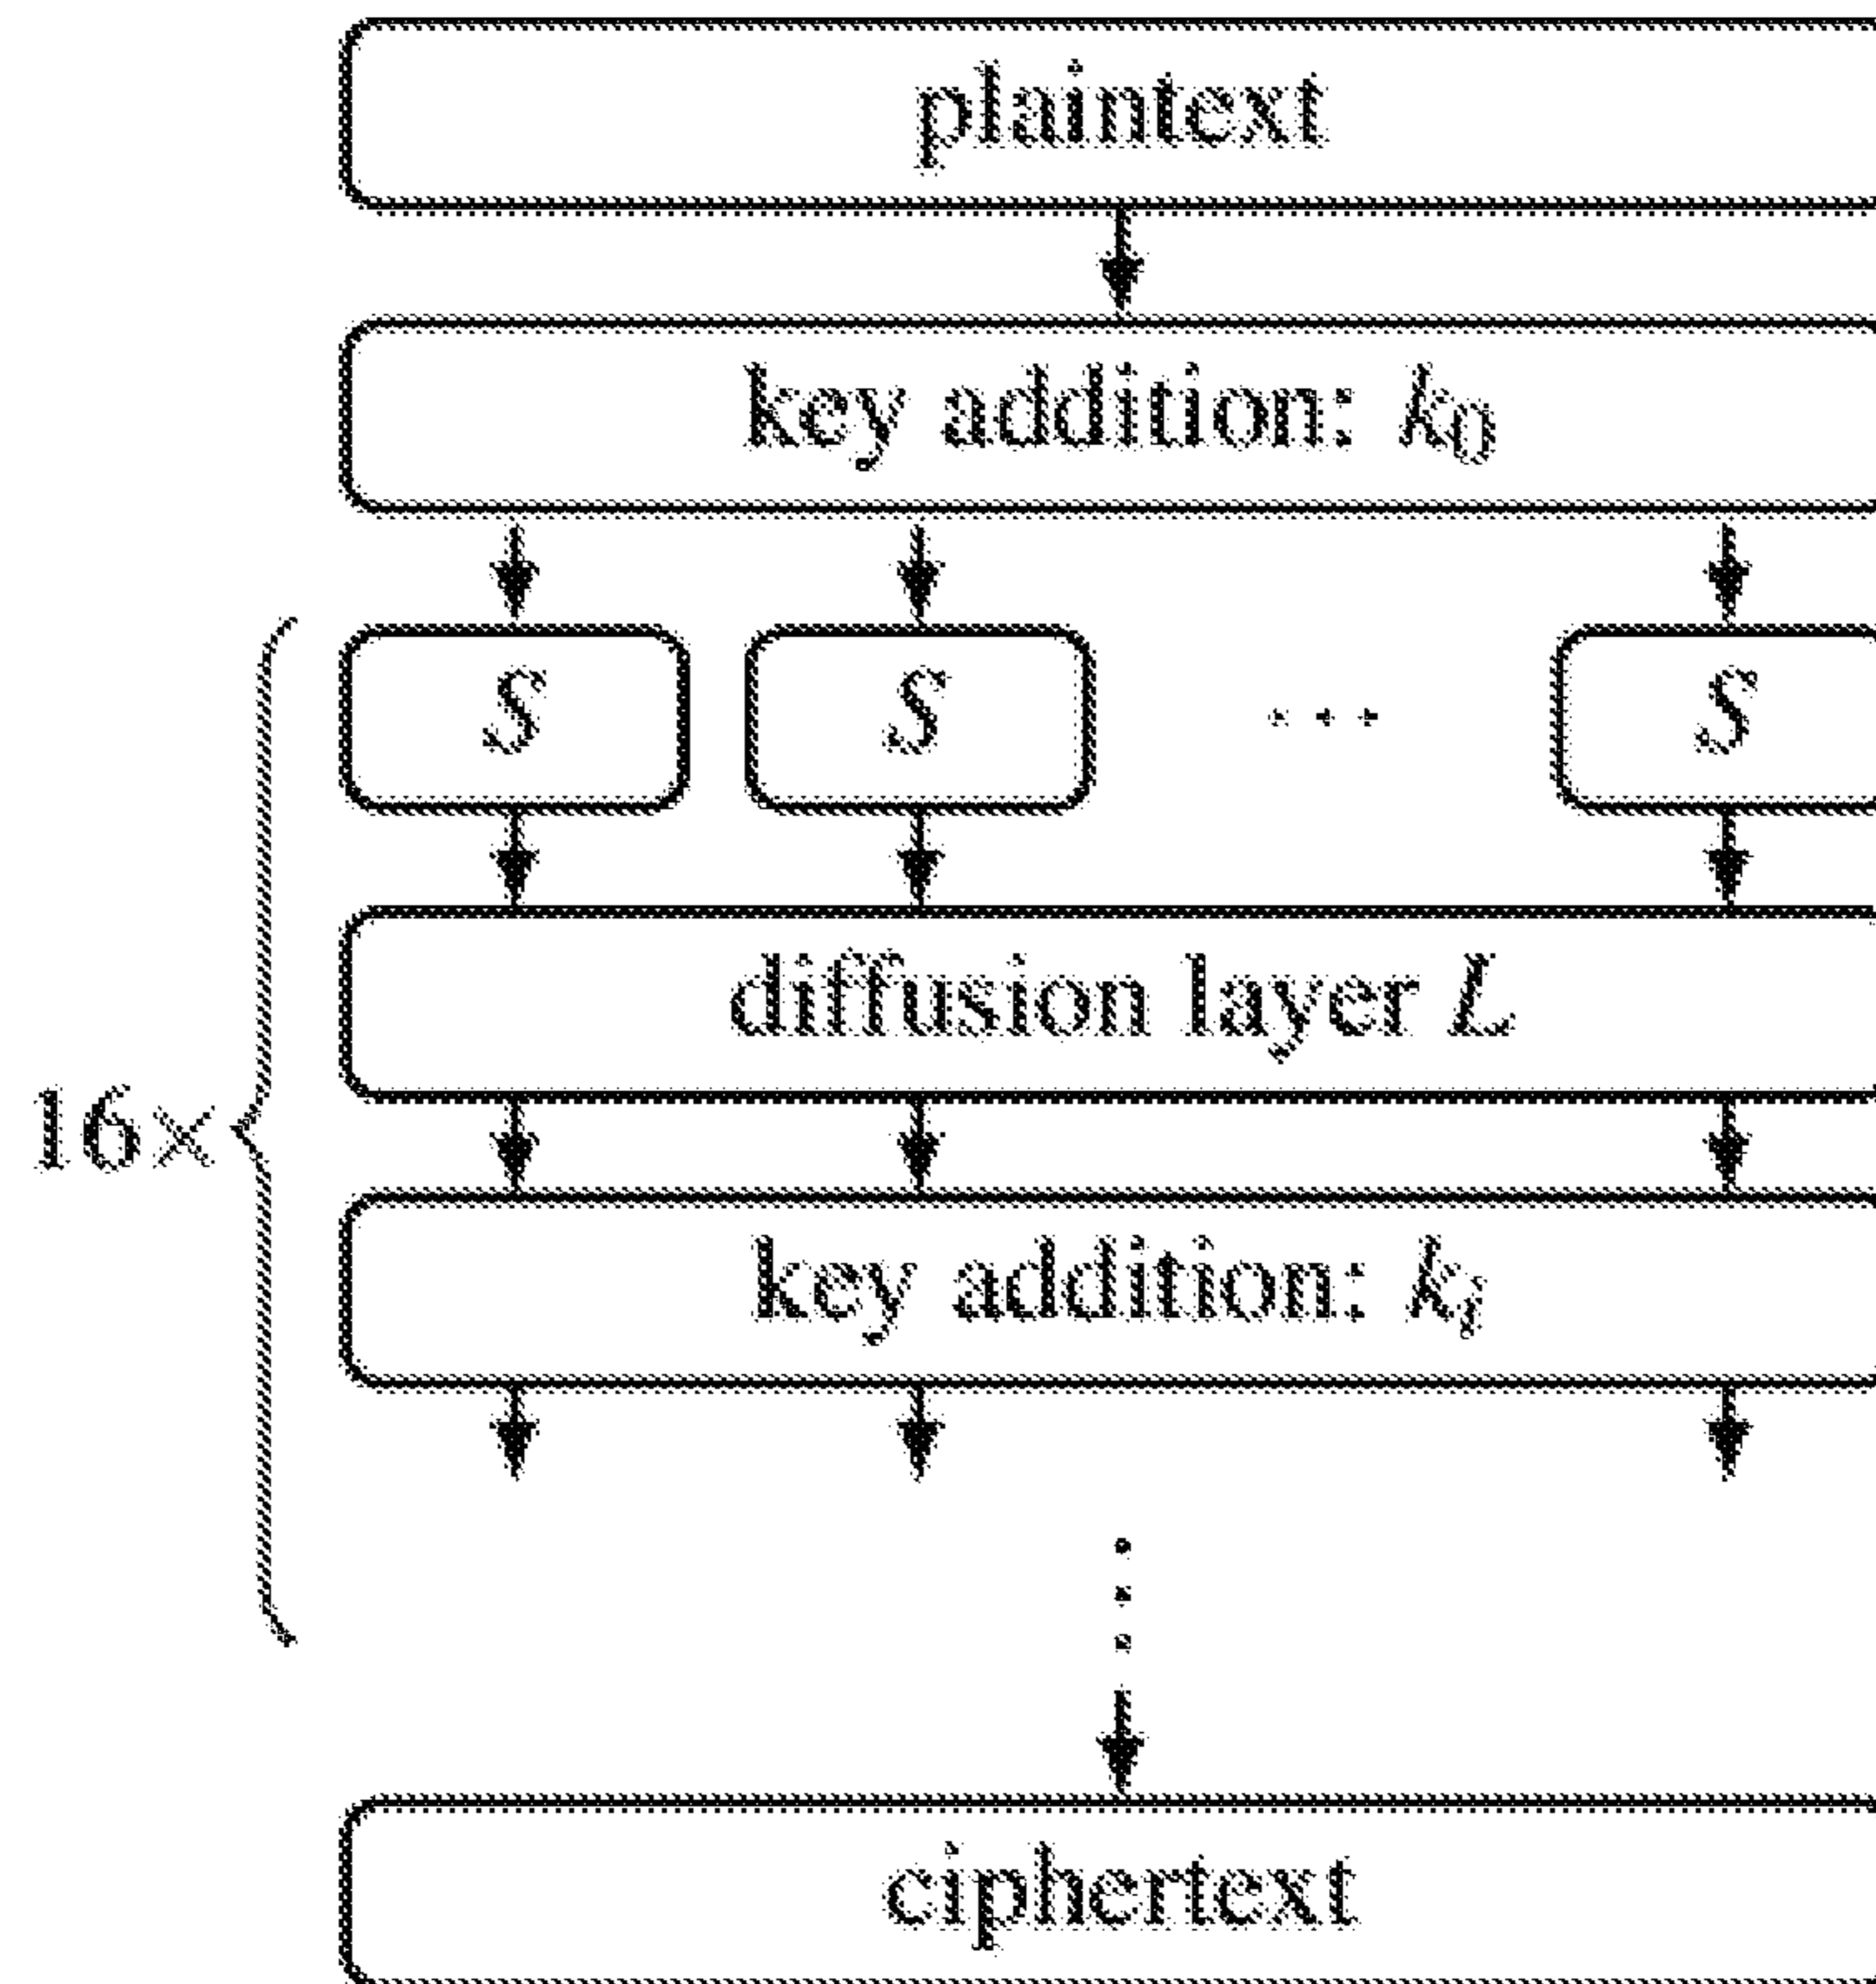 plaintext
key addition: k₀
S S ... S
diffusion layer L
16×
key addition: kᵢ
ciphertext